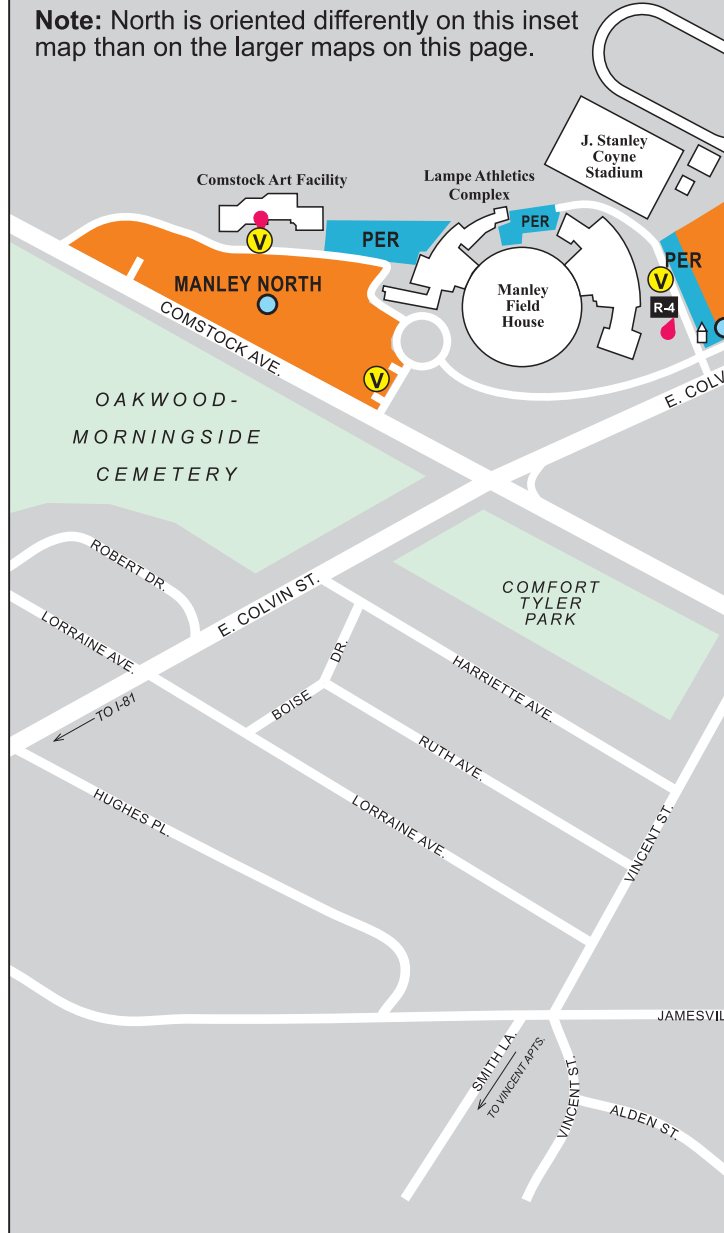 Note: North is oriented differently on this inset
map than on the larger maps on this page.
J. Stanley
Coyne
Stadium
Comstock Art Facility
Lampe Athletics
Complex
PER
PER
PER
V
V
V
MANLEY NORTH
Manley
Field
House
R-4
COMSTOCK AVE.
E. COLV
OAKWOOD-
MORNINGSIDE
CEMETERY
ROBERT DR.
E. COLVIN ST.
COMFORT
TYLER
PARK
LORRAINE AVE.
BOISE
DR.
HARRIETTE AVE.
TO I-81
RUTH AVE.
HUGHES PL.
LORRAINE AVE.
VINCENT ST.
JAMESVIL
SMITH LA.
TO VINCENT APTS.
VINCENT ST.
ALDEN ST.